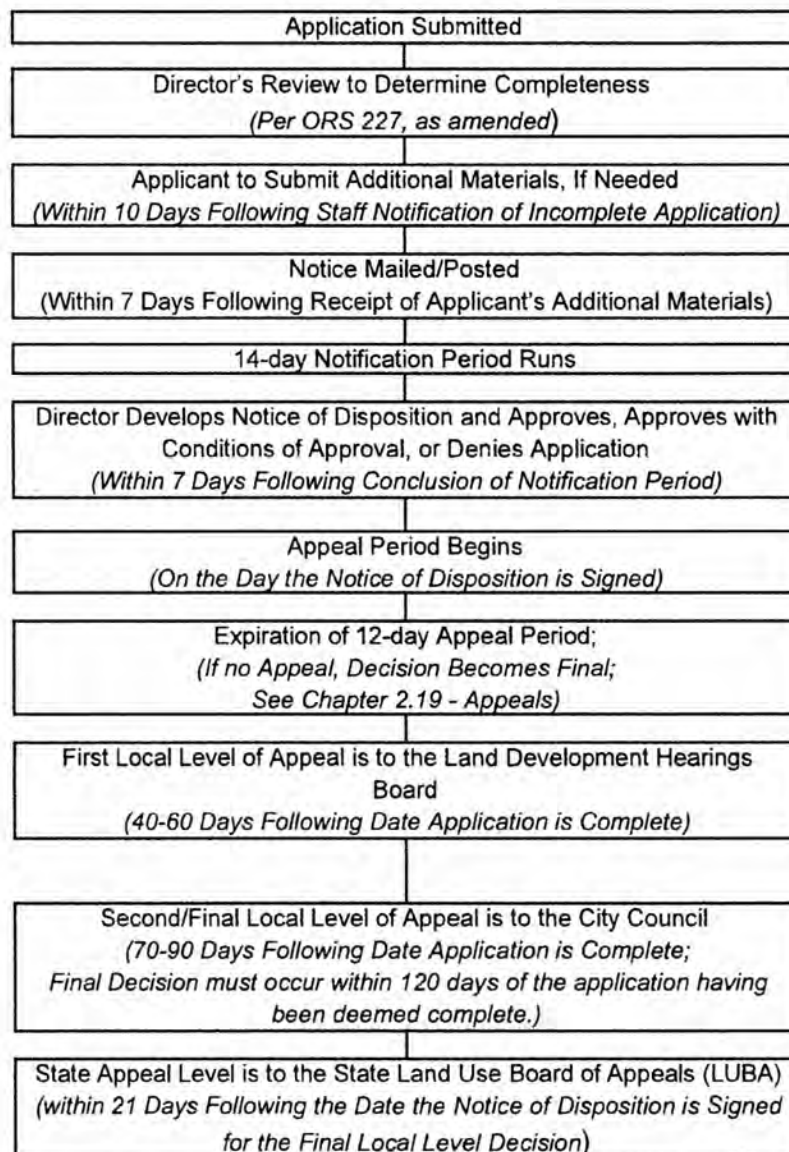 Application Submitted
Director's Review to Determine Completeness
(Per ORS 227, as amended)
Applicant to Submit Additional Materials, If Needed
(Within 10 Days Following Staff Notification of Incomplete Application)
Notice Mailed/Posted
(Within 7 Days Following Receipt of Applicant's Additional Materials)
14-day Notification Period Runs
Director Develops Notice of Disposition and Approves, Approves with
Conditions of Approval, or Denies Application
(Within 7 Days Following Conclusion of Notification Period)
Appeal Period Begins
(On the Day the Notice of Disposition is Signed)
Expiration of 12-day Appeal Period;
(If no Appeal, Decision Becomes Final;
See Chapter 2.19 - Appeals)
First Local Level of Appeal is to the Land Development Hearings
Board
(40-60 Days Following Date Application is Complete)
Second/Final Local Level of Appeal is to the City Council
(70-90 Days Following Date Application is Complete;
Final Decision must occur within 120 days of the application having
been deemed complete.)
State Appeal Level is to the State Land Use Board of Appeals (LUBA)
(within 21 Days Following the Date the Notice of Disposition is Signed
for the Final Local Level Decision)